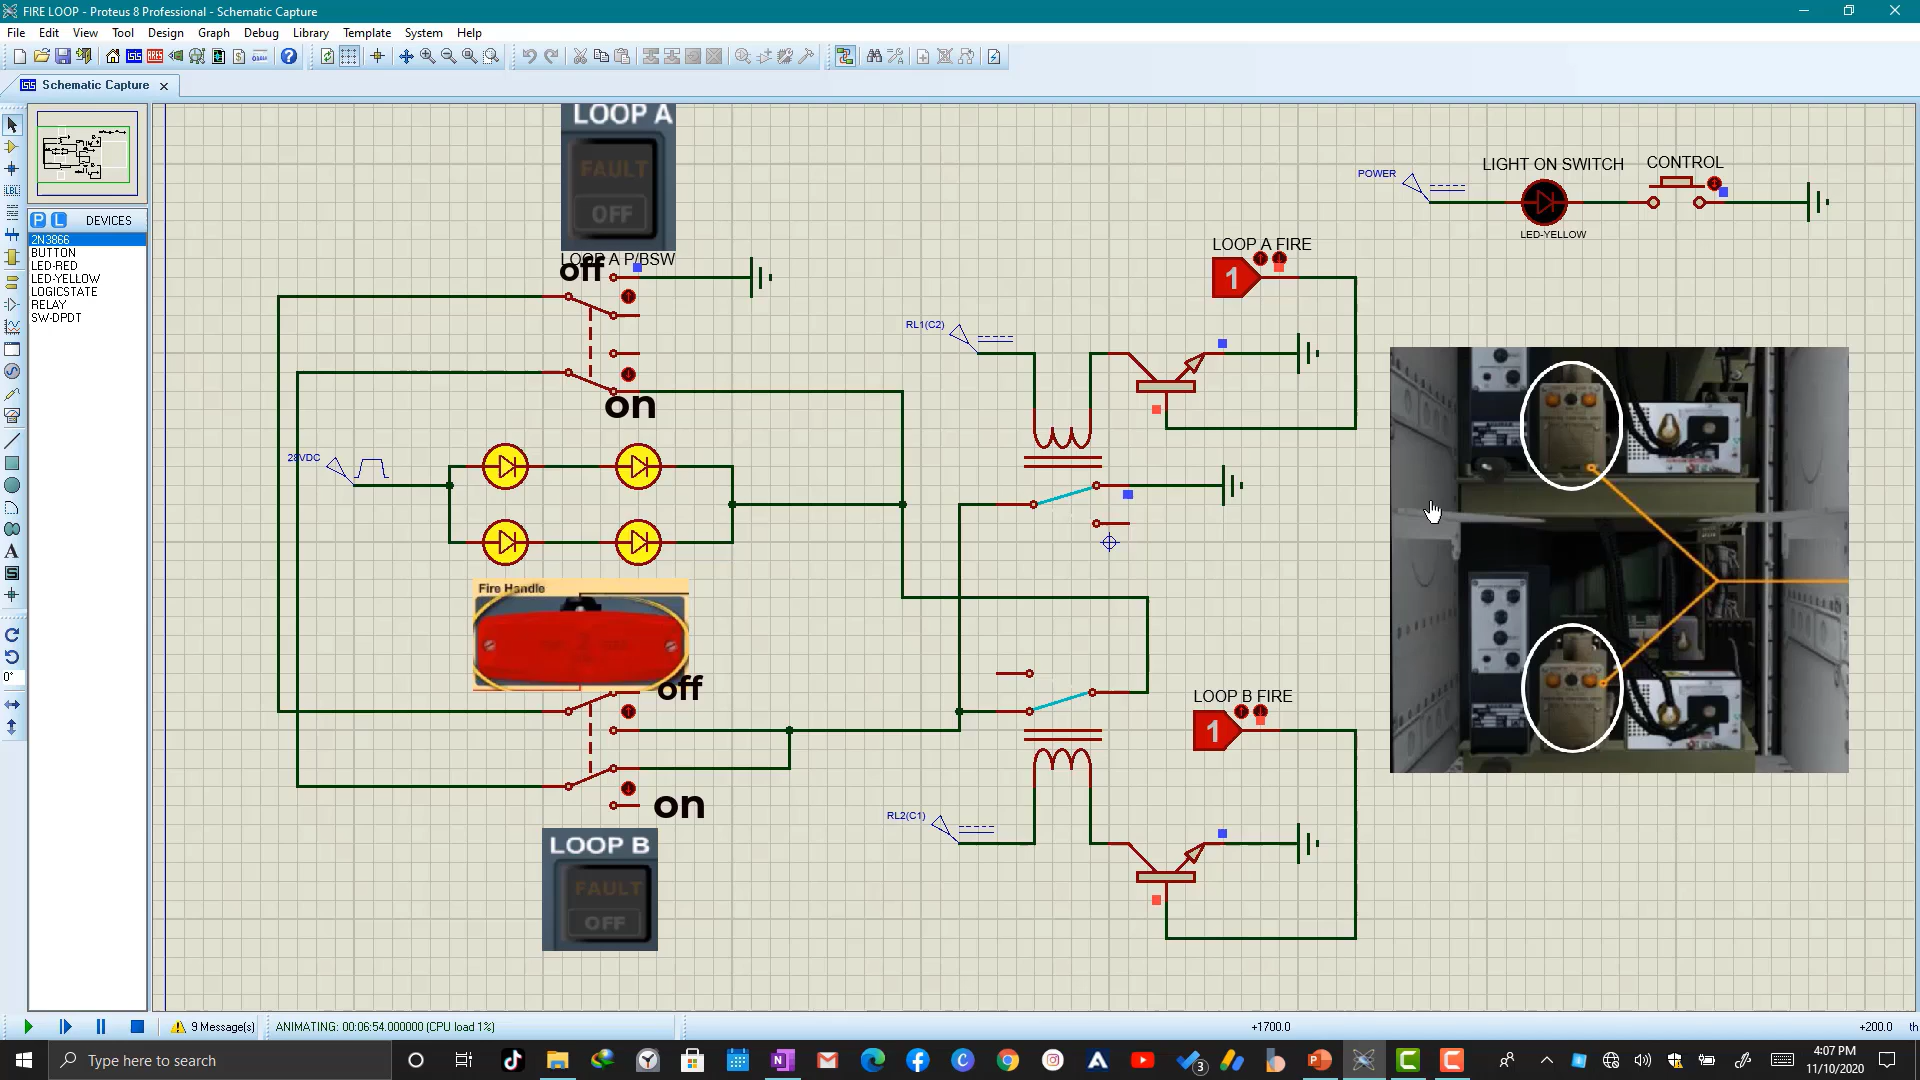 FIRE LOOP - Proteus 8 Professional - Schematic Capture
File Edit View Tool Design Graph Debug Library Template System Help
Schematic Capture
P L DEVICES
2N3866
BUTTON
LED-RED
LED-YELLOW
LOGICSTATE
RELAY
SW-DPDT
LBL
A
S
0°
LOOP A
FAULT
OFF
LOOP A P/BSW
off
on
28VDC
Fire Handle
off
on
LOOP B
FAULT
OFF
POWER
LIGHT ON SWITCH
CONTROL
LED-YELLOW
LOOP A FIRE
1
RL1(C2)
LOOP B FIRE
1
RL2(C1)
9 Message(s)
ANIMATING: 00:06:54.000000 (CPU load 1%)
+1700.0
+200.0
th
Type here to search
3
4:07 PM
11/10/2020